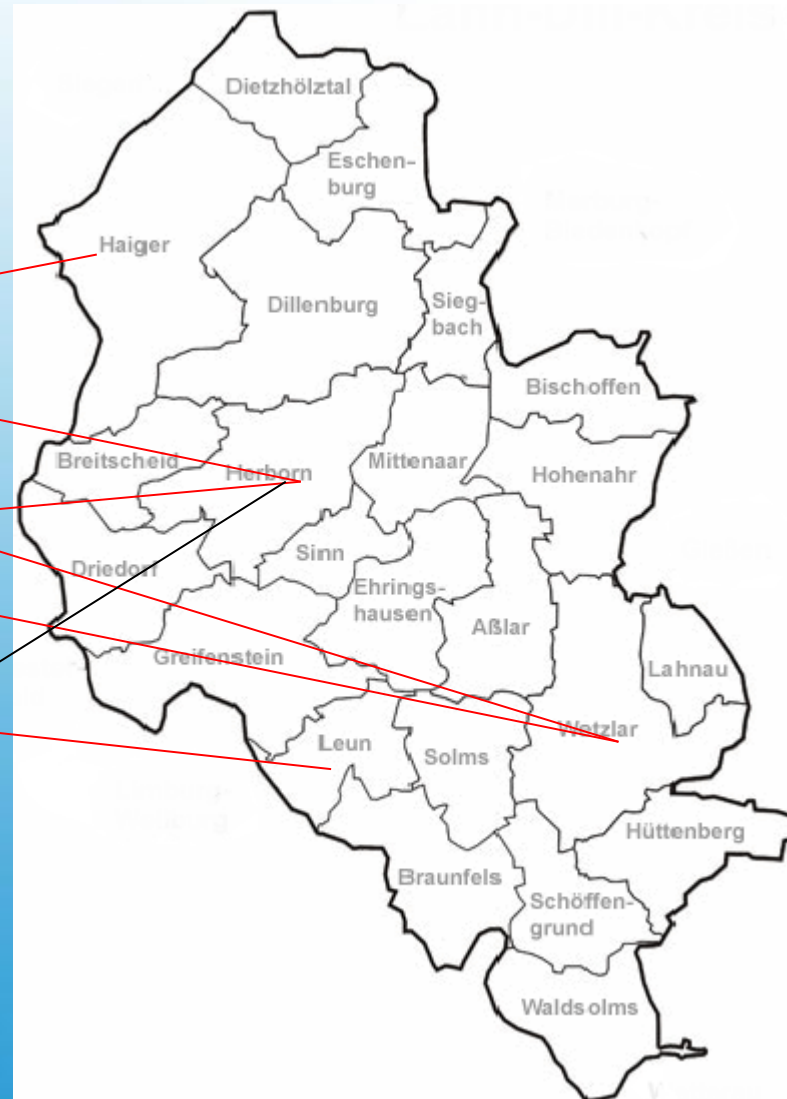 Dietzhölztal
Eschen-
burg
Haiger
Dillenburg
Sieg-
bach
Bischoffen
Breitscheid
Herborn
Mittenaar
Hohenahr
Driedorf
Sinn
Ehrings-
hausen
Aßlar
Greifenstein
Lahnau
Leun
Solms
Wetzlar
Hüttenberg
Braunfels
Schöffen-
grund
Waldsolms